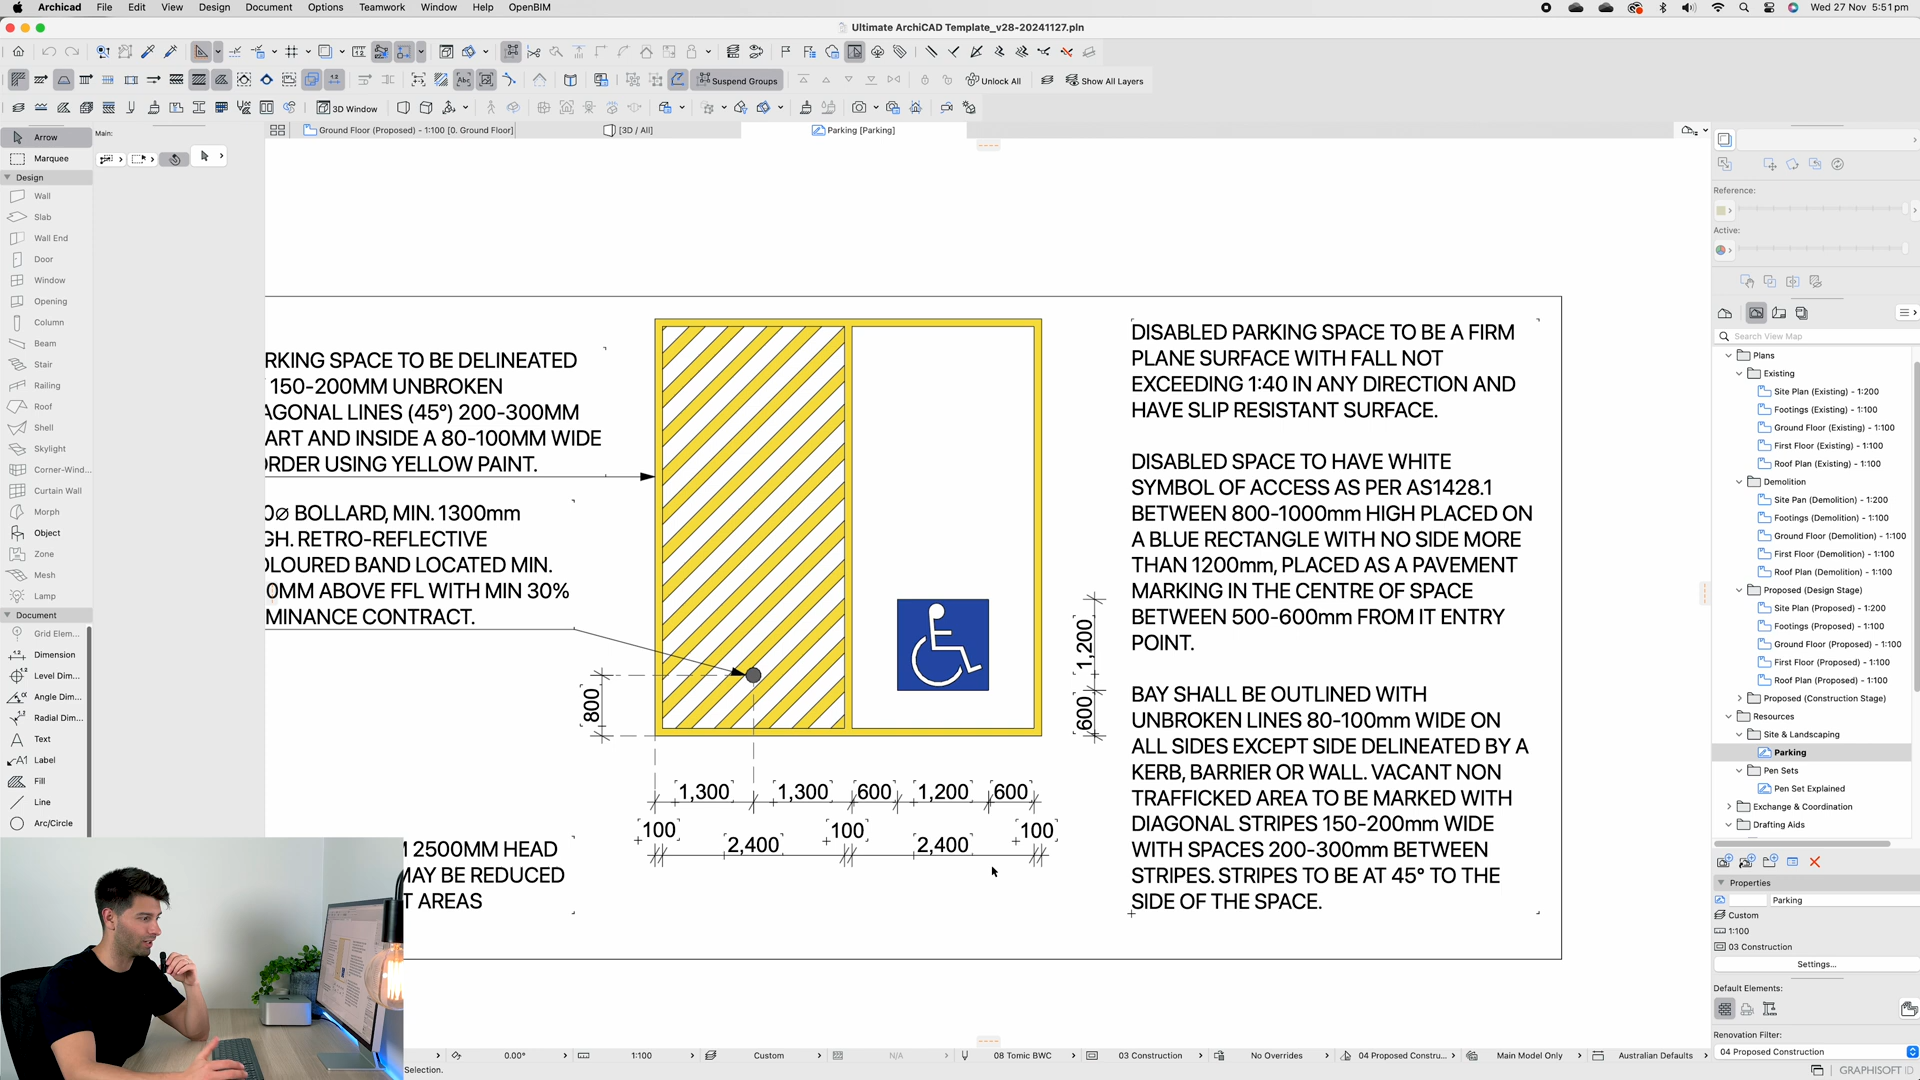 Archicad File Edit View Design Document Options Teamwork Window Help OpenBIM
Wed 27 Nov 5:51 pm
Ultimate ArchiCAD Template_v28-20241127.pln
Suspend Groups
Unlock All
Show All Layers
3D Window
Arrow
Main:
Ground Floor (Proposed) - 1:100 [0. Ground Floor]
[3D / All]
Parking [Parking]
Marquee
Design
Wall
Slab
Wall End
Door
Window
Opening
Column
Beam
Stair
Railing
Roof
Shell
Skylight
Corner-Wind...
Curtain Wall
Morph
Object
Zone
Mesh
Lamp
Document
Grid Elem...
Dimension
Level Dim...
Angle Dim...
Radial Dim...
Text
Label
Fill
Line
Arc/Circle
RKING SPACE TO BE DELINEATED
150-200MM UNBROKEN
AGONAL LINES (45°) 200-300MM
ART AND INSIDE A 80-100MM WIDE
ORDER USING YELLOW PAINT.
0⌀ BOLLARD, MIN. 1300mm
GH. RETRO-REFLECTIVE
OLOURED BAND LOCATED MIN.
0MM ABOVE FFL WITH MIN 30%
MINANCE CONTRACT.
2500MM HEAD
MAY BE REDUCED
T AREAS
800
1,300 1,300 600 1,200 600
100 100 100
2,400 2,400
1,200
600
DISABLED PARKING SPACE TO BE A FIRM
PLANE SURFACE WITH FALL NOT
EXCEEDING 1:40 IN ANY DIRECTION AND
HAVE SLIP RESISTANT SURFACE.
DISABLED SPACE TO HAVE WHITE
SYMBOL OF ACCESS AS PER AS1428.1
BETWEEN 800-1000mm HIGH PLACED ON
A BLUE RECTANGLE WITH NO SIDE MORE
THAN 1200mm, PLACED AS A PAVEMENT
MARKING IN THE CENTRE OF SPACE
BETWEEN 500-600mm FROM IT ENTRY
POINT.
BAY SHALL BE OUTLINED WITH
UNBROKEN LINES 80-100mm WIDE ON
ALL SIDES EXCEPT SIDE DELINEATED BY A
KERB, BARRIER OR WALL. VACANT NON
TRAFFICKED AREA TO BE MARKED WITH
DIAGONAL STRIPES 150-200mm WIDE
WITH SPACES 200-300mm BETWEEN
STRIPES. STRIPES TO BE AT 45° TO THE
SIDE OF THE SPACE.
Reference:
Active:
Search View Map
Plans
Existing
Site Plan (Existing) - 1:200
Footings (Existing) - 1:100
Ground Floor (Existing) - 1:100
First Floor (Existing) - 1:100
Roof Plan (Existing) - 1:100
Demolition
Site Pan (Demolition) - 1:200
Footings (Demolition) - 1:100
Ground Floor (Demolition) - 1:100
First Floor (Demolition) - 1:100
Roof Plan (Demolition) - 1:100
Proposed (Design Stage)
Site Plan (Proposed) - 1:200
Footings (Proposed) - 1:100
Ground Floor (Proposed) - 1:100
First Floor (Proposed) - 1:100
Roof Plan (Proposed) - 1:100
Proposed (Construction Stage)
Resources
Site & Landscaping
Parking
Pen Sets
Pen Set Explained
Exchange & Coordination
Drafting Aids
Properties
Parking
Custom
1:100
03 Construction
Settings...
Default Elements:
Renovation Filter:
04 Proposed Construction
0.00° 1:100 Custom N/A 08 Tomic BWC 03 Construction No Overrides 04 Proposed Constru... Main Model Only Australian Defaults
Selection.
GRAPHISOFT ID